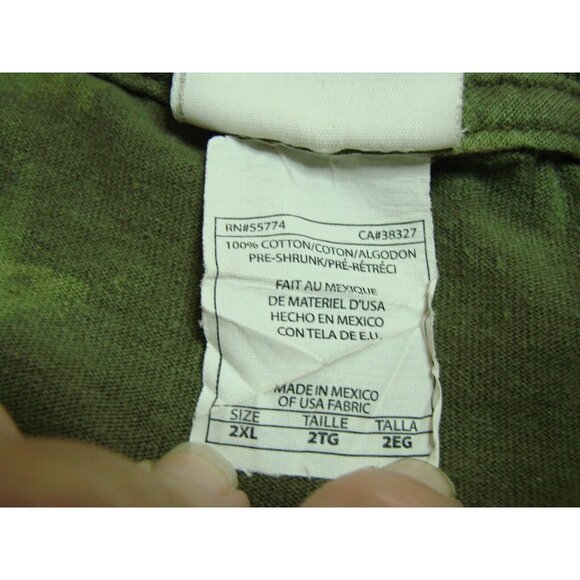 RN#55774 CA#38327
100% COTTON/COTON/ALGODON
PRE-SHRUNK/PRÉ-RÉTRÉCI
FAIT AU MEXIQUE
DE MATERIEL D'USA
HECHO EN MEXICO
CON TELA DE E.U.
MADE IN MEXICO
OF USA FABRIC
SIZE TAILLE TALLA
2XL 2TG 2EG